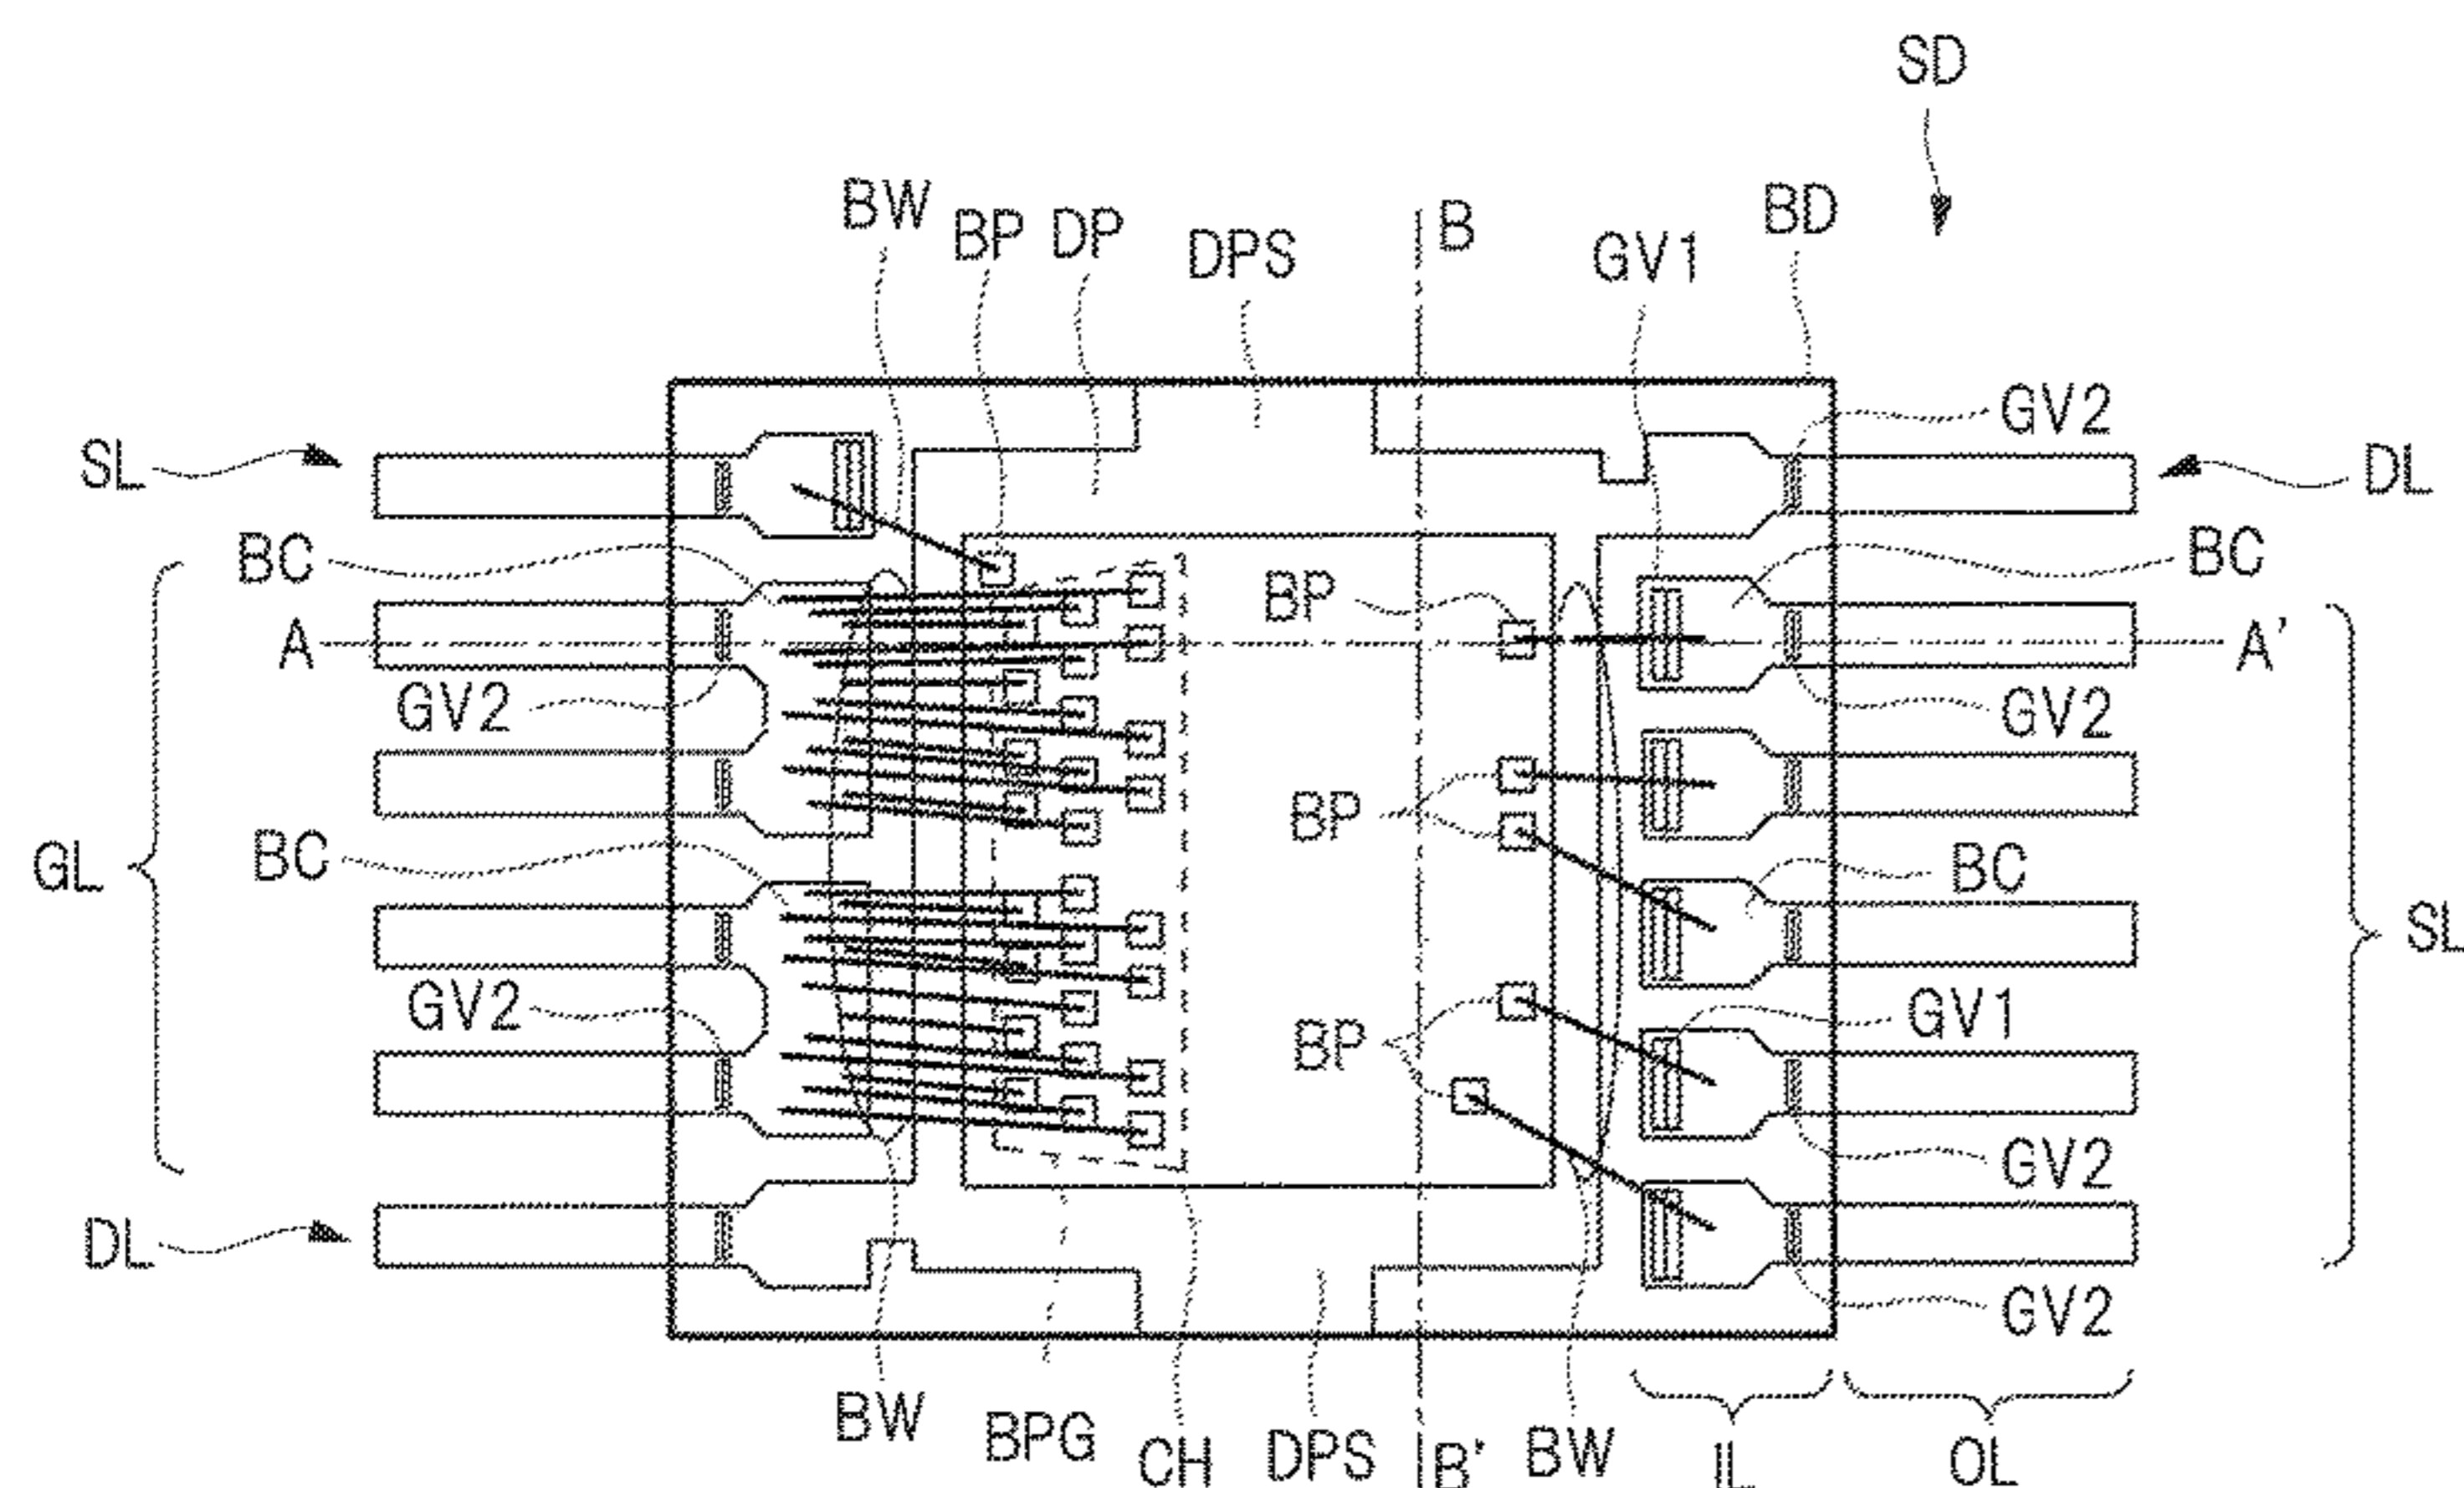 SD
BW BP DP DPS B GV1 BD
SL GV2 DL
BC BP BC
A A'
GV2 GV2
GL BC BP BC SL
GV2 BP GV1
GV2
DL GV2
BW BPG CH DPS B' BW IL OL